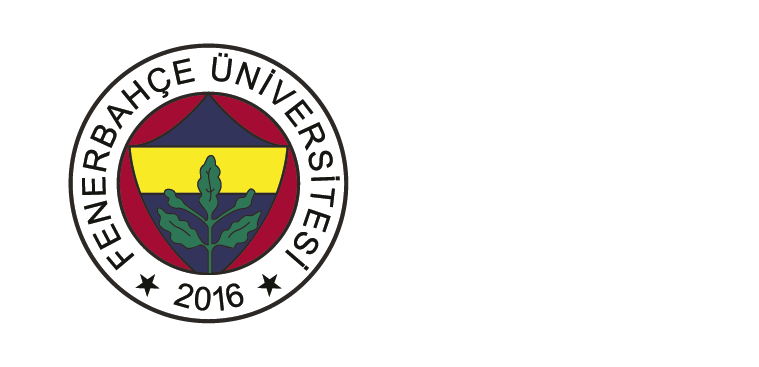 FENERBAHÇE ÜNİVERSİTESİ
★ 2016 ★